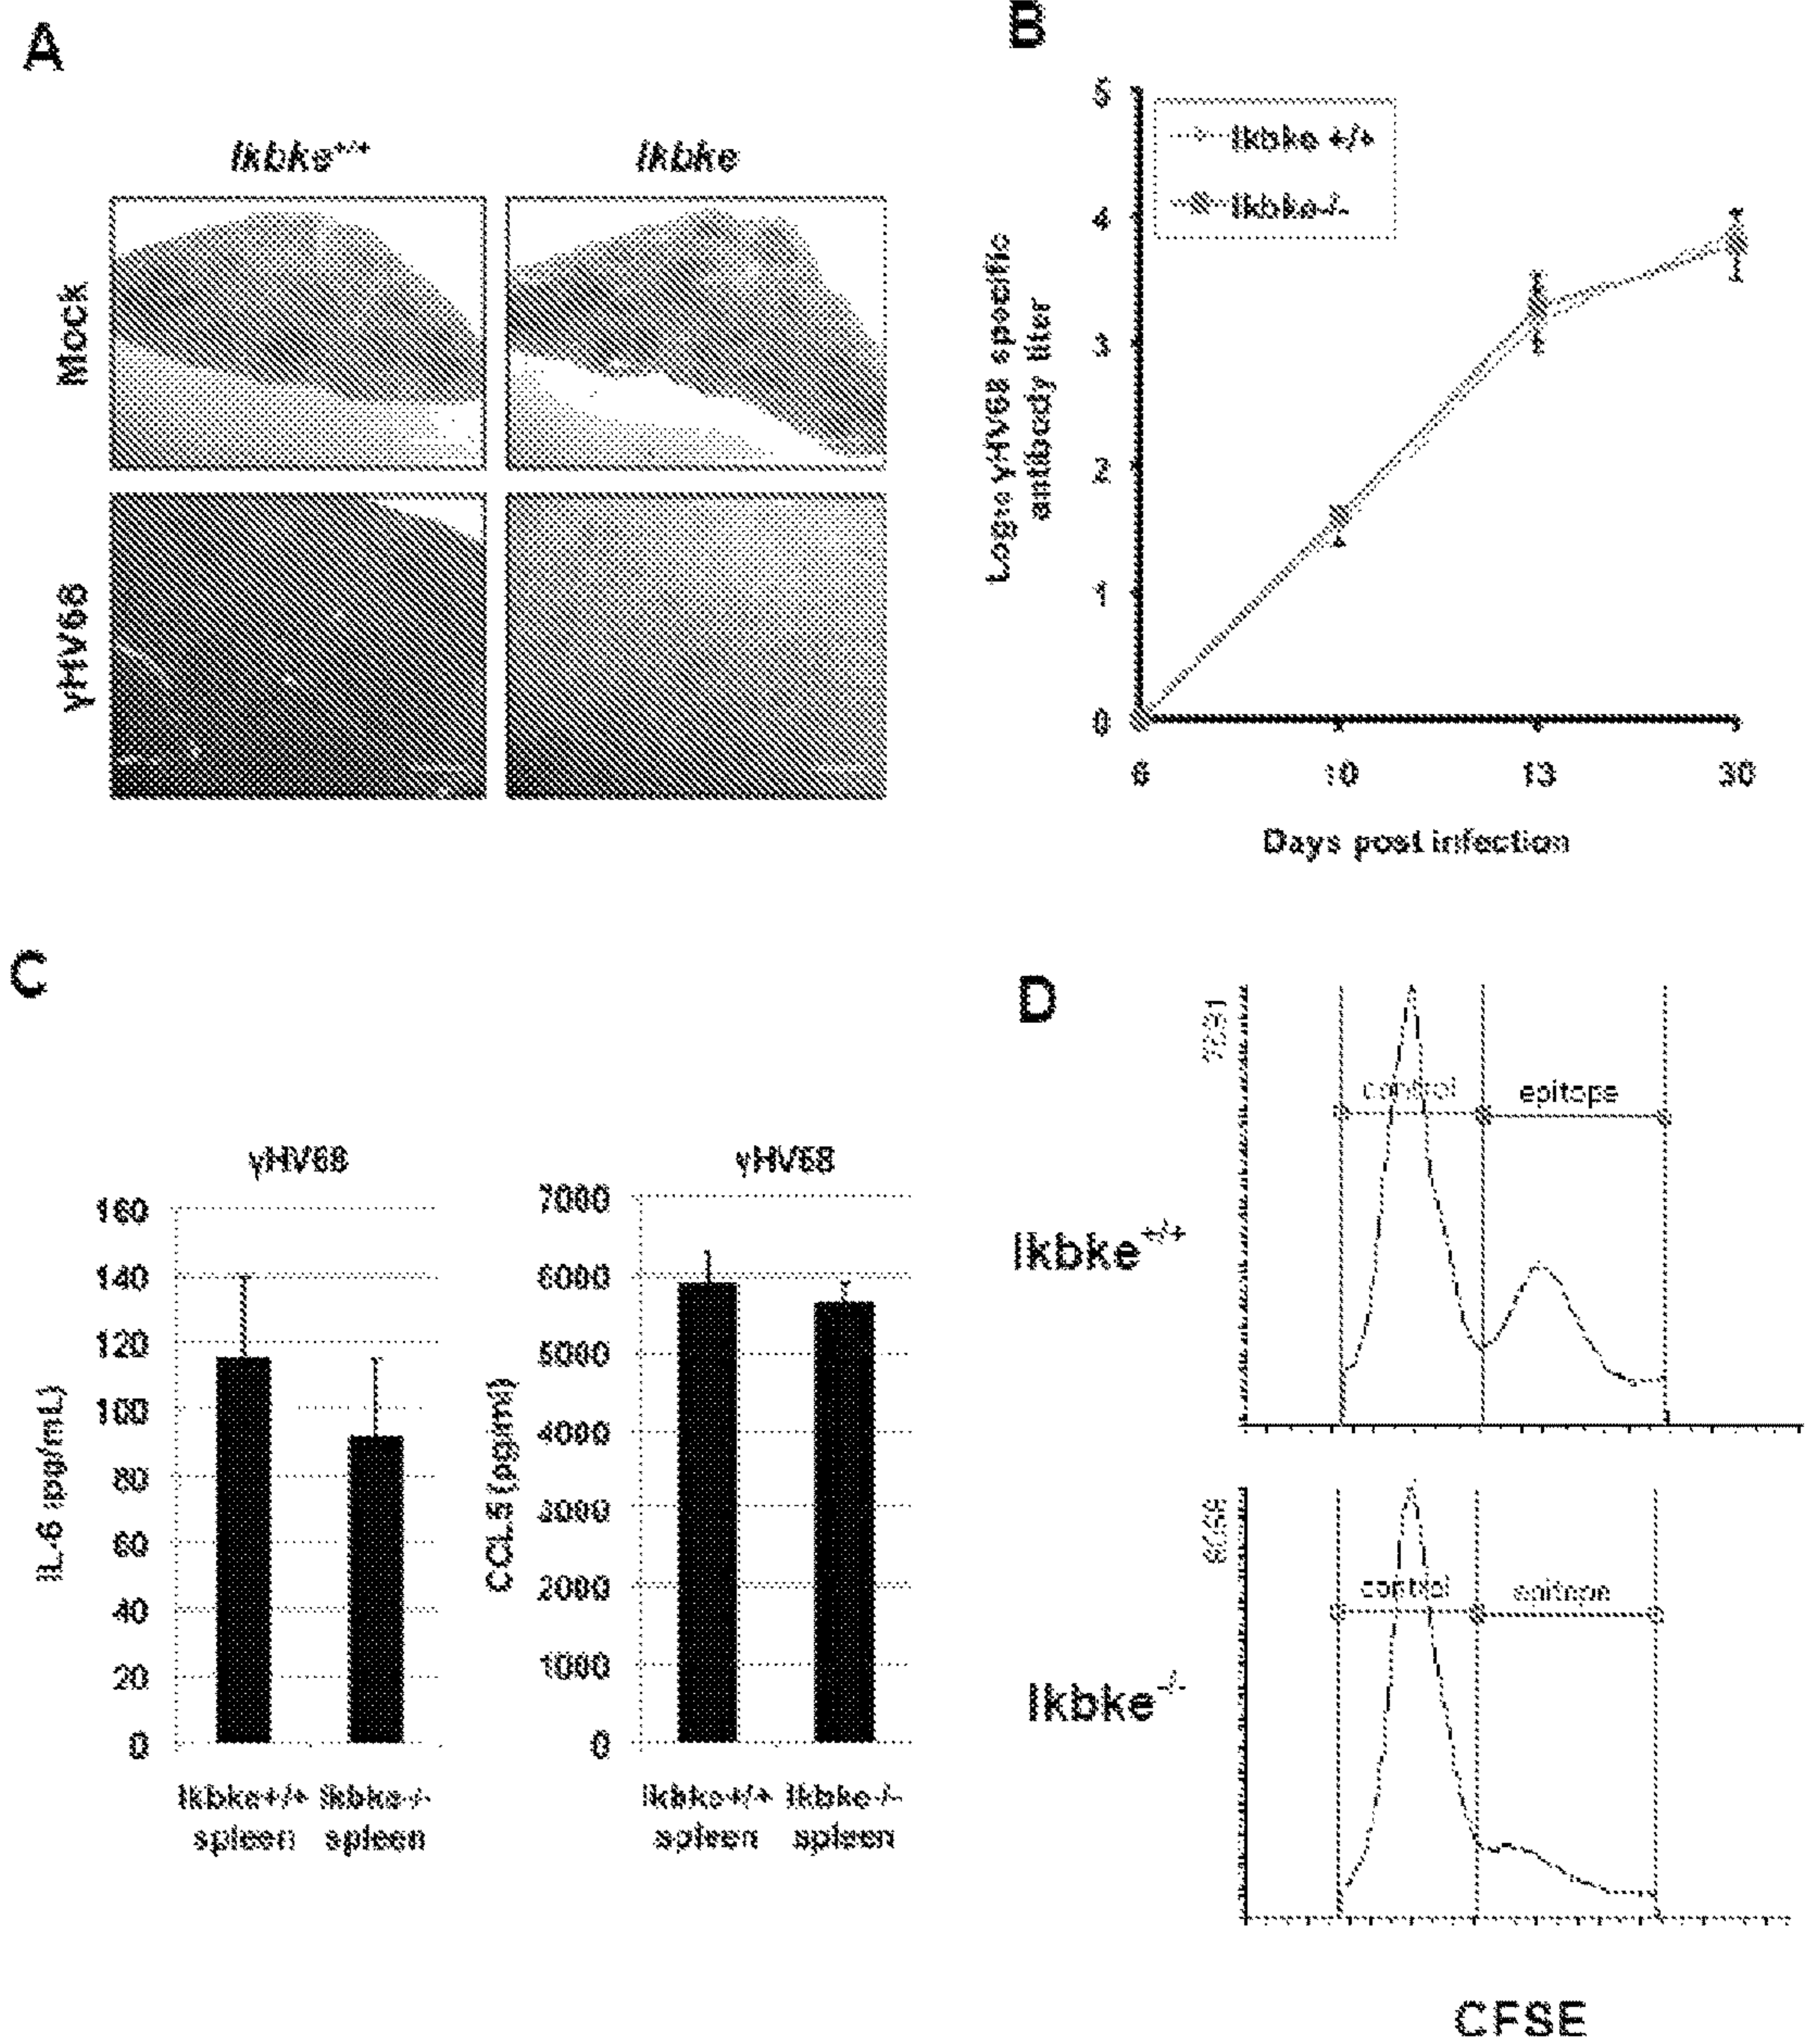 A
Ikbke+/+
Ikbke
Mock
γHV68
B
Ikbke +/+
Ikbke-/-
Log10 γHV68 specific
antibody titer
5
4
3
2
1
0
6
10
13
30
Days post infection
C
γHV68
IL-6 (pg/mL)
160
140
120
100
80
60
40
20
0
Ikbke+/+
spleen
Ikbke-/-
spleen
γHV68
CCL5 (pg/ml)
7000
6000
5000
4000
3000
2000
1000
0
Ikbke+/+
spleen
Ikbke-/-
spleen
D
Ikbke+/+
control
epitope
Ikbke-/-
control
epitope
CFSE